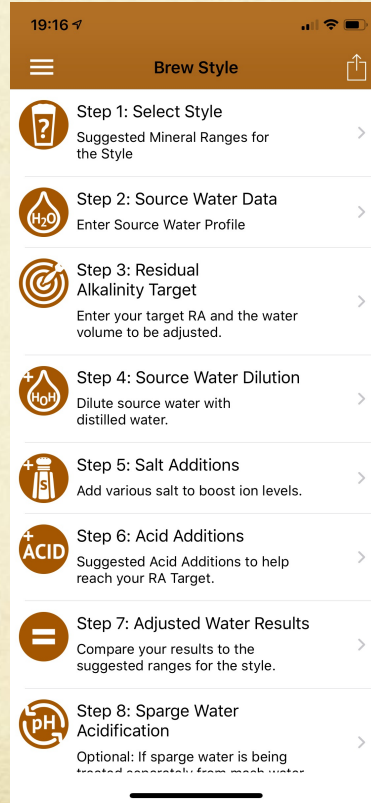 19:16
Brew Style
?
Step 1: Select Style
Suggested Mineral Ranges for
the Style
H2O
Step 2: Source Water Data
Enter Source Water Profile
Step 3: Residual
Alkalinity Target
Enter your target RA and the water
volume to be adjusted.
+
HOH
Step 4: Source Water Dilution
Dilute source water with
distilled water.
+
S
Step 5: Salt Additions
Add various salt to boost ion levels.
+
ACID
Step 6: Acid Additions
Suggested Acid Additions to help
reach your RA Target.
=
Step 7: Adjusted Water Results
Compare your results to the
suggested ranges for the style.
pH
Step 8: Sparge Water
Acidification
Optional: If sparge water is being
treated separately from mash water